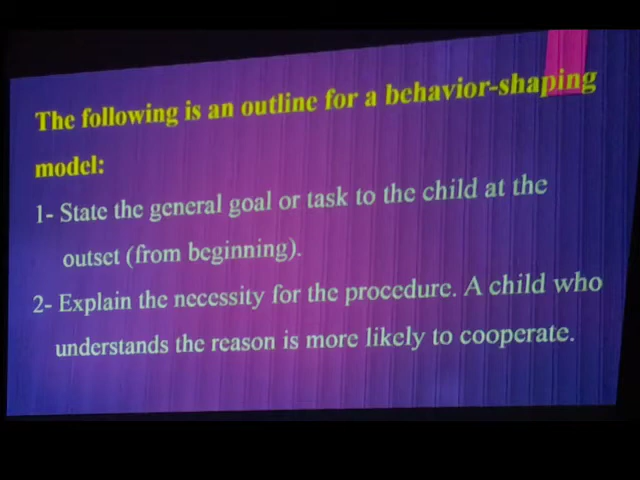 The following is an outline for a behavior-shaping
model:
1- State the general goal or task to the child at the
outset (from beginning).
2- Explain the necessity for the procedure. A child who
understands the reason is more likely to cooperate.